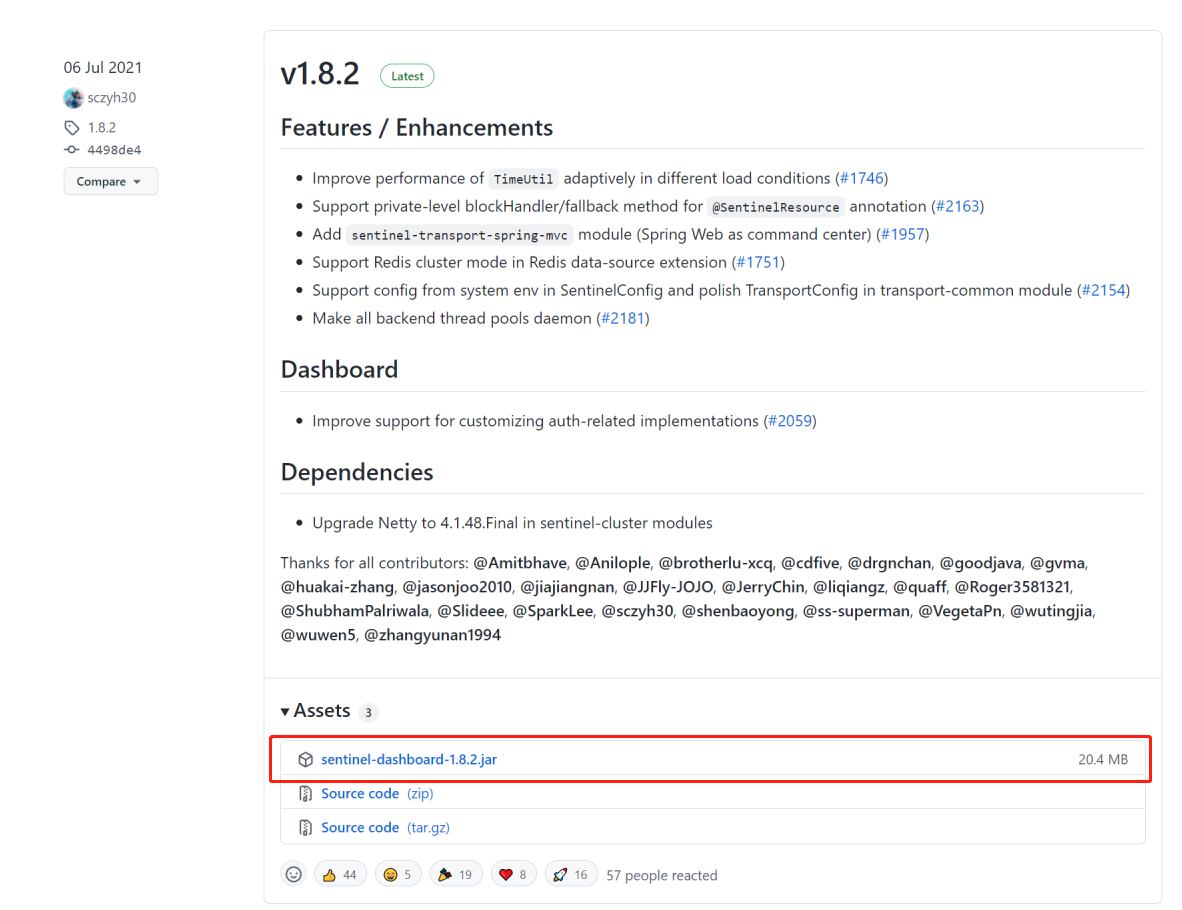 06 Jul 2021
sczyh30
1.8.2
4498de4
Compare
v1.8.2 Latest
Features / Enhancements
Improve performance of TimeUtil adaptively in different load conditions (#1746)
Support private-level blockHandler/fallback method for @SentinelResource annotation (#2163)
Add sentinel-transport-spring-mvc module (Spring Web as command center) (#1957)
Support Redis cluster mode in Redis data-source extension (#1751)
Support config from system env in SentinelConfig and polish TransportConfig in transport-common module (#2154)
Make all backend thread pools daemon (#2181)
Dashboard
Improve support for customizing auth-related implementations (#2059)
Dependencies
Upgrade Netty to 4.1.48.Final in sentinel-cluster modules
Thanks for all contributors: @Amitbhave, @Anilople, @brotherlu-xcq, @cdfive, @drgnchan, @goodjava, @gvma,
@huakai-zhang, @jasonjoo2010, @jiajiangnan, @JJFly-JOJO, @JerryChin, @liqiangz, @quaff, @Roger3581321,
@ShubhamPalriwala, @Slideee, @SparkLee, @sczyh30, @shenbaoyong, @ss-superman, @VegetaPn, @wutingjia,
@wuwen5, @zhangyunan1994
Assets 3
sentinel-dashboard-1.8.2.jar 20.4 MB
Source code (zip)
Source code (tar.gz)
44 5 19 8 16 57 people reacted